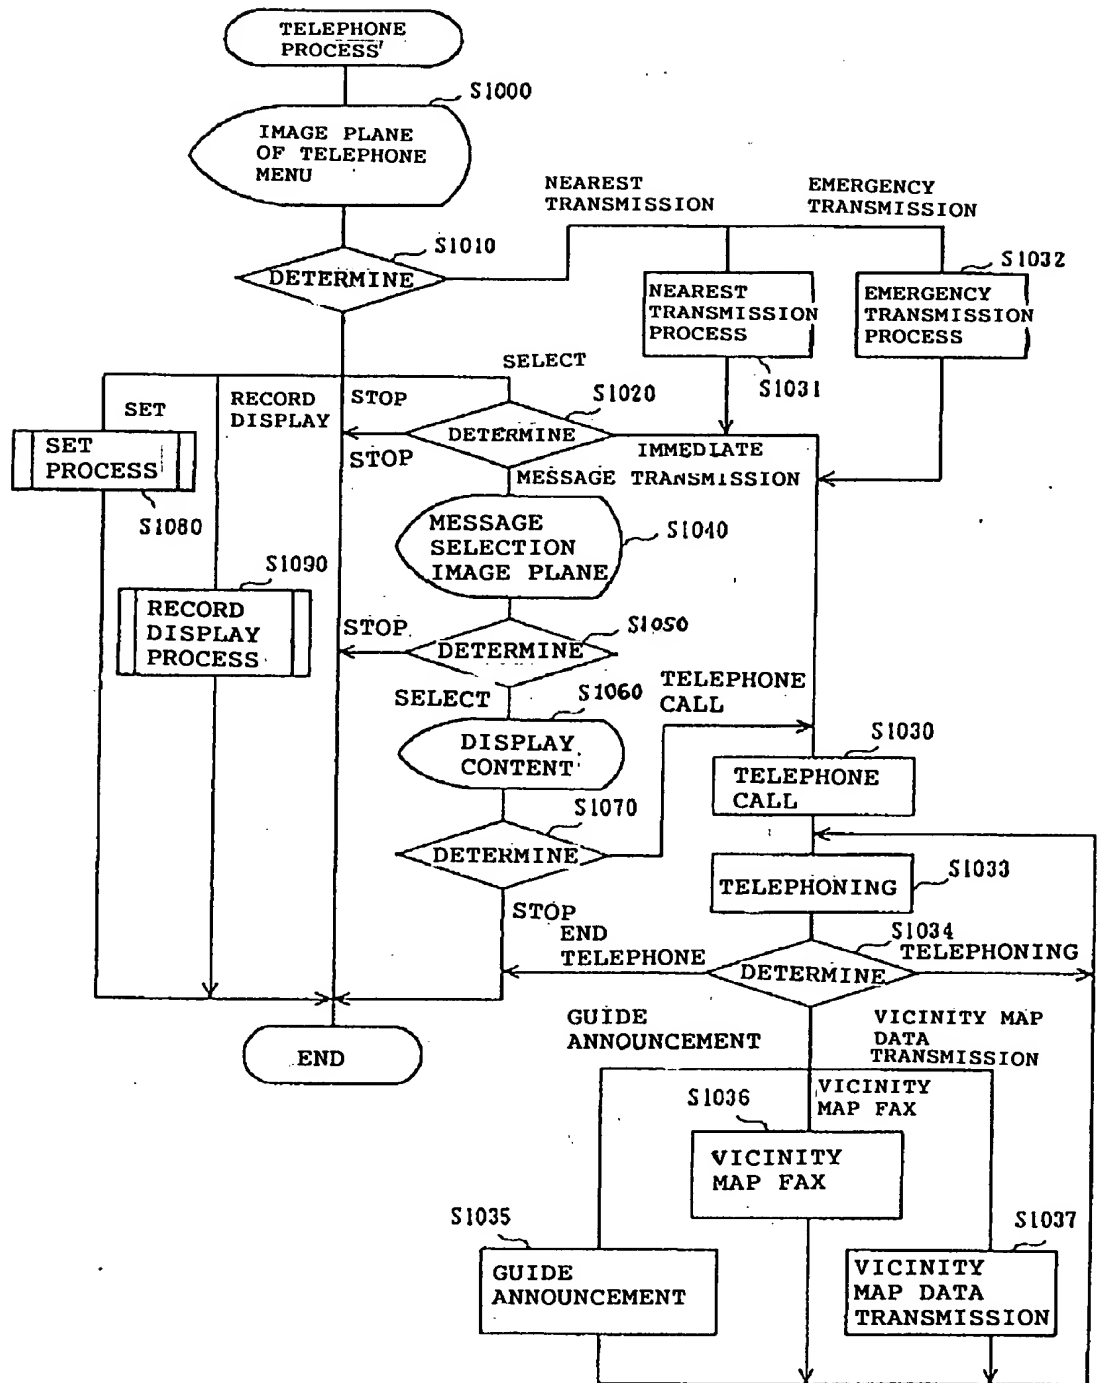 TELEPHONE
PROCESS'
S1000
IMAGE PLANE
OF TELEPHONE
MENU
NEAREST
TRANSMISSION
EMERGENCY
TRANSMISSION
S1010
DETERMINE
S1032
NEAREST
TRANSMISSION
PROCESS
EMERGENCY
TRANSMISSION
PROCESS
S1031
SELECT
SET
RECORD
DISPLAY
STOP
S1020
DETERMINE
IMMEDIATE
TRANSMISSION
STOP
MESSAGE
SET
PROCESS
S1080
MESSAGE
SELECTION
IMAGE PLANE
S1040
S1090
RECORD
DISPLAY
PROCESS
STOP
S1050
DETERMINE
SELECT
S1060
TELEPHONE
CALL
DISPLAY
CONTENT
S1030
TELEPHONE
CALL
S1070
DETERMINE
TELEPHONING
S1033
STOP
END
TELEPHONE
S1034
TELEPHONING
DETERMINE
END
GUIDE
ANNOUNCEMENT
VICINITY MAP
DATA
TRANSMISSION
VICINITY
MAP FAX
S1036
VICINITY
MAP FAX
S1035
GUIDE
ANNOUNCEMENT
S1037
VICINITY
MAP DATA
TRANSMISSION